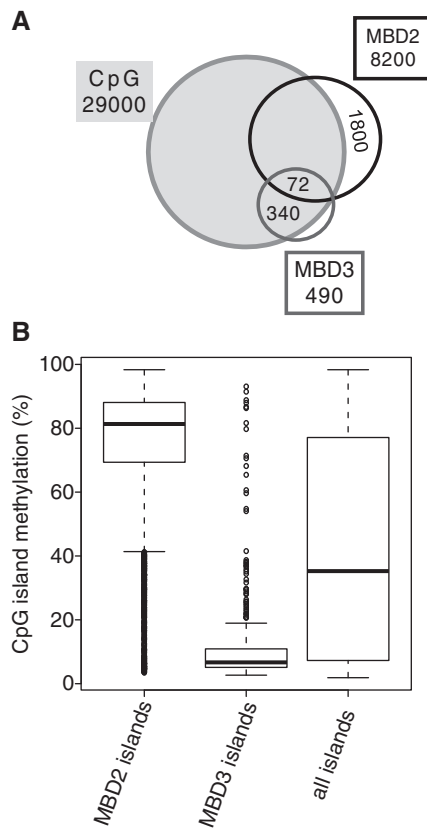 A
CpG
29000
MBD2
8200
1800
72
340
MBD3
490
B
CpG island methylation (%)
100
80
60
40
20
0
MBD2 islands
MBD3 islands
all islands